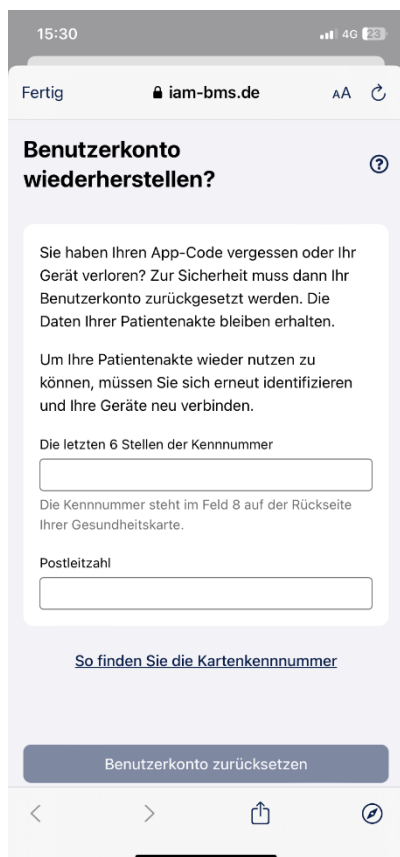 15:30
4G 23
Fertig
iam-bms.de
AA
Benutzerkonto
wiederherstellen?
?
Sie haben Ihren App-Code vergessen oder Ihr
Gerät verloren? Zur Sicherheit muss dann Ihr
Benutzerkonto zurückgesetzt werden. Die
Daten Ihrer Patientenakte bleiben erhalten.
Um Ihre Patientenakte wieder nutzen zu
können, müssen Sie sich erneut identifizieren
und Ihre Geräte neu verbinden.
Die letzten 6 Stellen der Kennnummer
Die Kennnummer steht im Feld 8 auf der Rückseite
Ihrer Gesundheitskarte.
Postleitzahl
So finden Sie die Kartenkennnummer
Benutzerkonto zurücksetzen